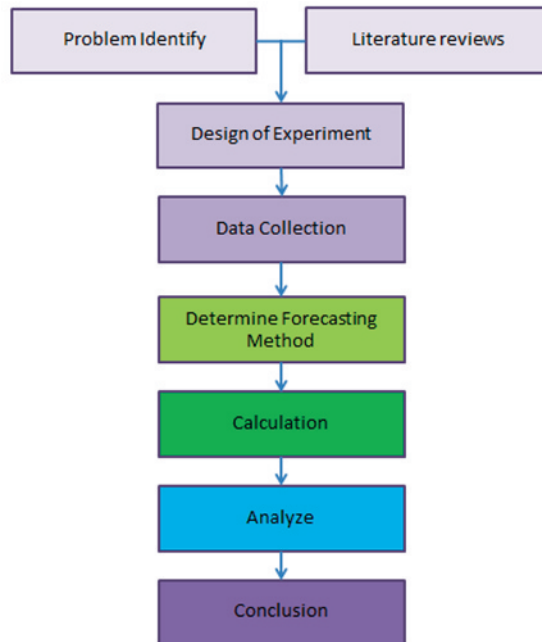 Problem Identify
Literature reviews
Design of Experiment
Data Collection
Determine Forecasting
Method
Calculation
Analyze
Conclusion